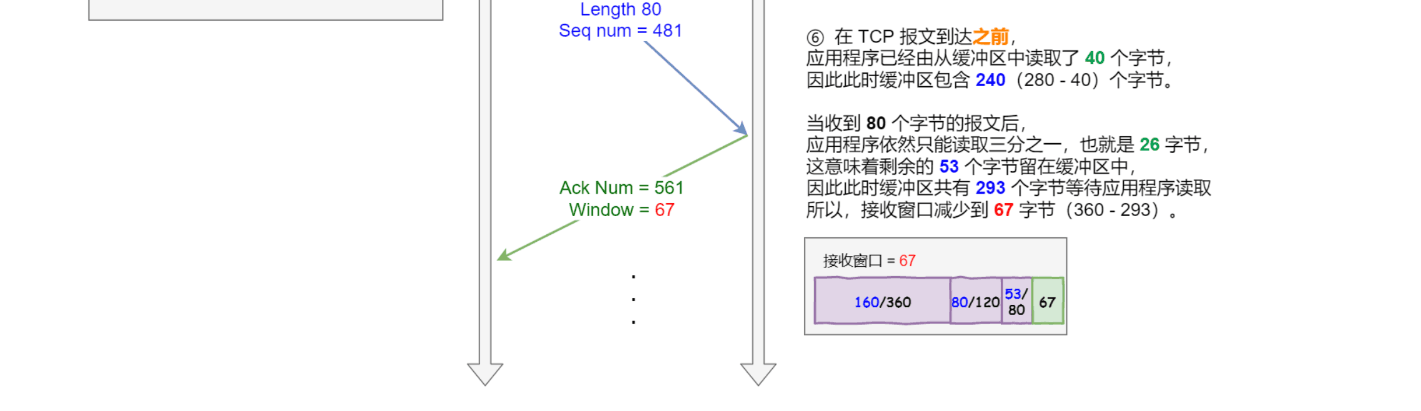 Length 80
Seq num = 481
⑥ 在 TCP 报文到达之前，
应用程序已经由从缓冲区中读取了 40 个字节，
因此此时缓冲区包含 240（280 - 40）个字节。
当收到 80 个字节的报文后，
应用程序依然只能读取三分之一，也就是 26 字节，
这意味着剩余的 53 个字节留在缓冲区中，
因此此时缓冲区共有 293 个字节等待应用程序读取
所以，接收窗口减少到 67 字节（360 - 293）。
Ack Num = 561
Window = 67
接收窗口 = 67
160/360
80/120
53/
80
67